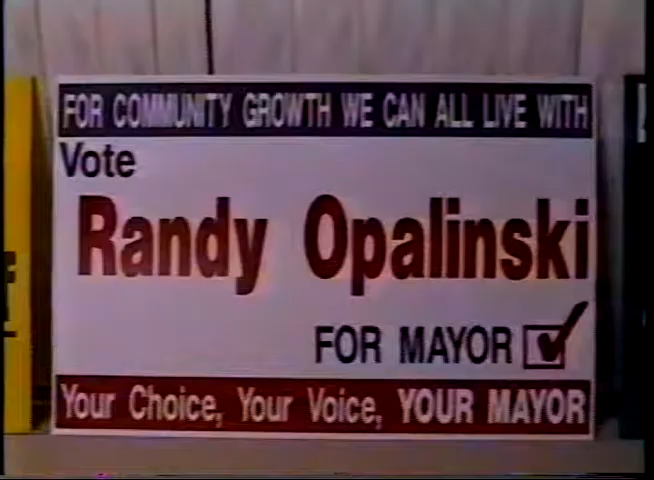 FOR COMMUNITY GROWTH WE CAN ALL LIVE WITH
Vote
Randy Opalinski
FOR MAYOR
Your Choice, Your Voice, YOUR MAYOR